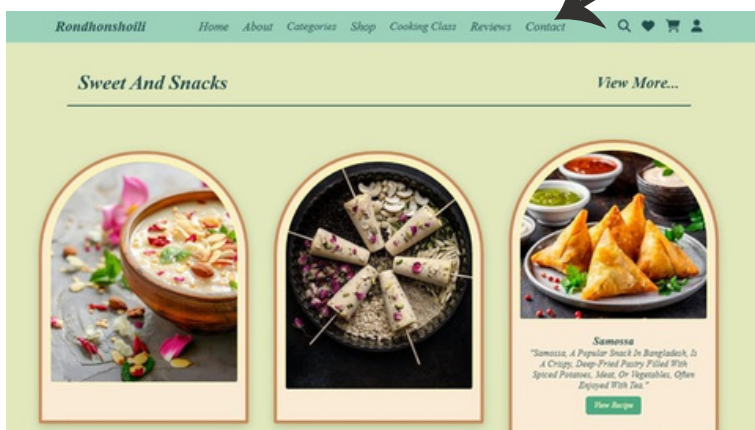 Rondhonshoili Home About Categories Shop Cooking Class Reviews Contact
Sweet And Snacks View More...
Samossa
"Samossa, A Popular Snack In Bangladesh, Is
A Crispy, Deep-Fried Pastry Filled With
Spiced Potatoes, Meat, Or Vegetables, Often
Enjoyed With Tea."
View Recipe